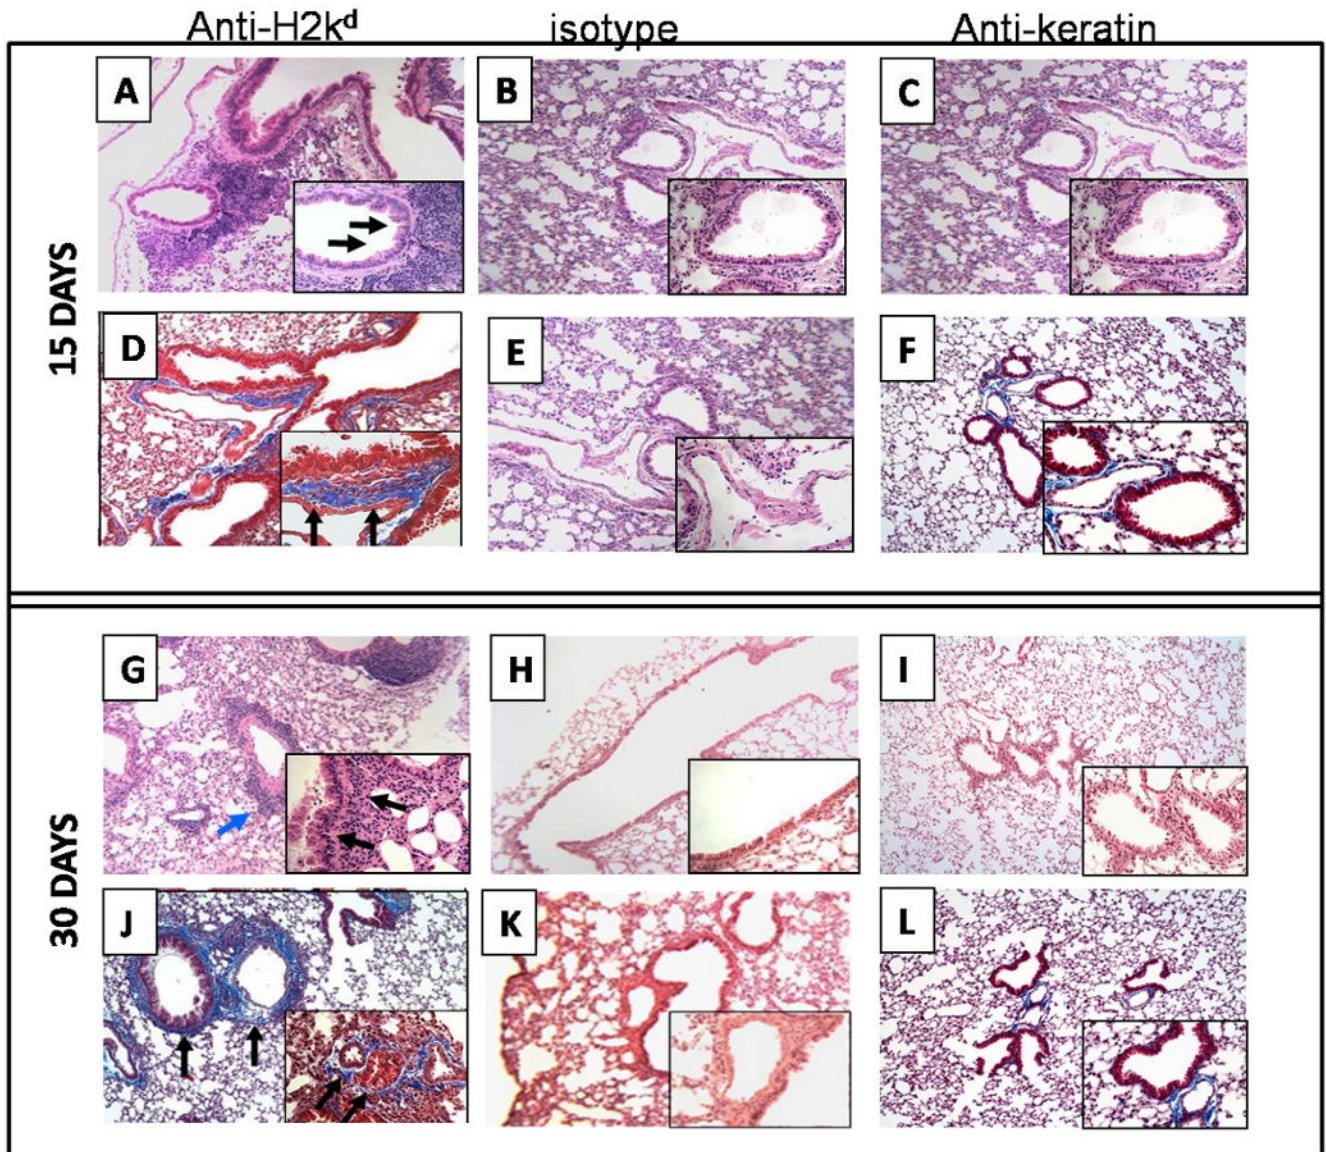 Anti-H2kᵈ isotype Anti-keratin
15 DAYS
A B C
D E F
30 DAYS
G H I
J K L